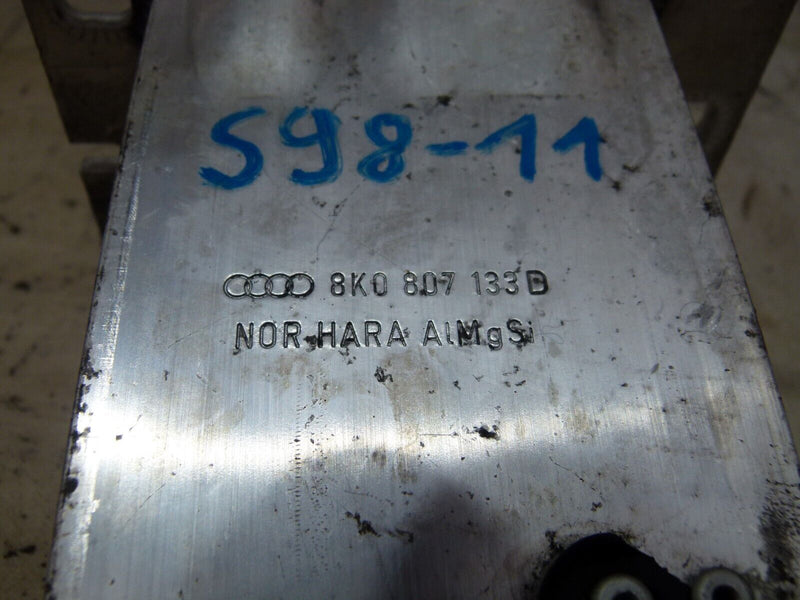 S98-11
8K0 807 133 D
NOR.HARA AlMgSi